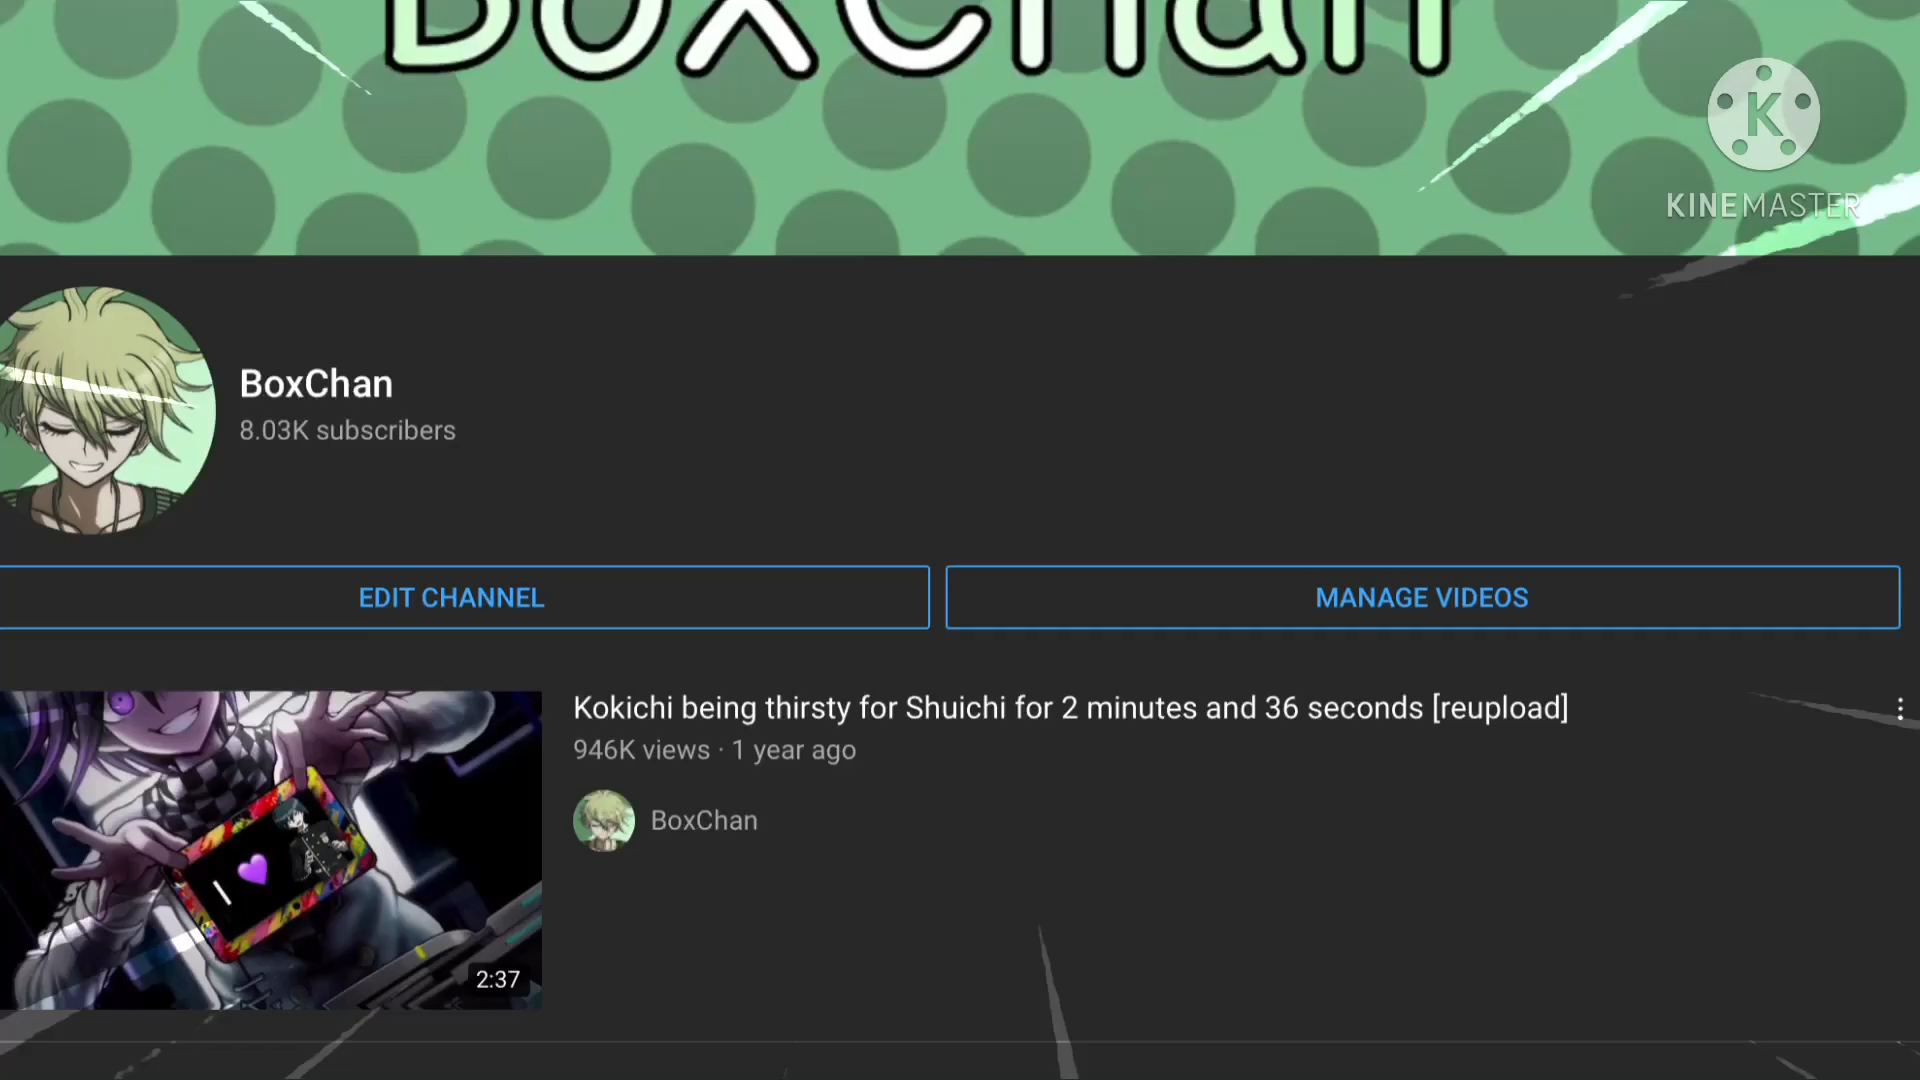 BoxChan
K
KINEMASTER
BoxChan
8.03K subscribers
EDIT CHANNEL
MANAGE VIDEOS
Kokichi being thirsty for Shuichi for 2 minutes and 36 seconds [reupload]
946K views · 1 year ago
BoxChan
I 💜
2:37